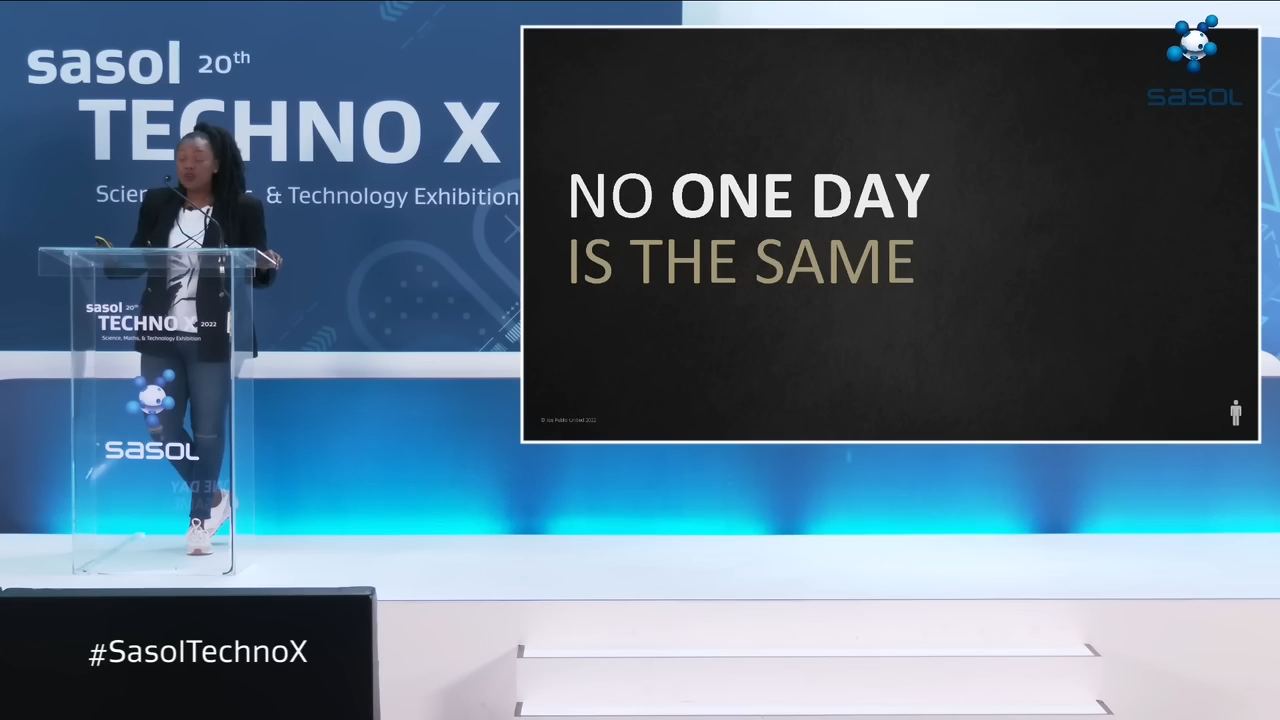 sasol 20th
TECHNO X
& Technology Exhibition
sasol 20th
TECHNO X 2022
Science, Maths, & Technology Exhibition
sasol
NO ONE DAY
IS THE SAME
sasol
#SasolTechnoX